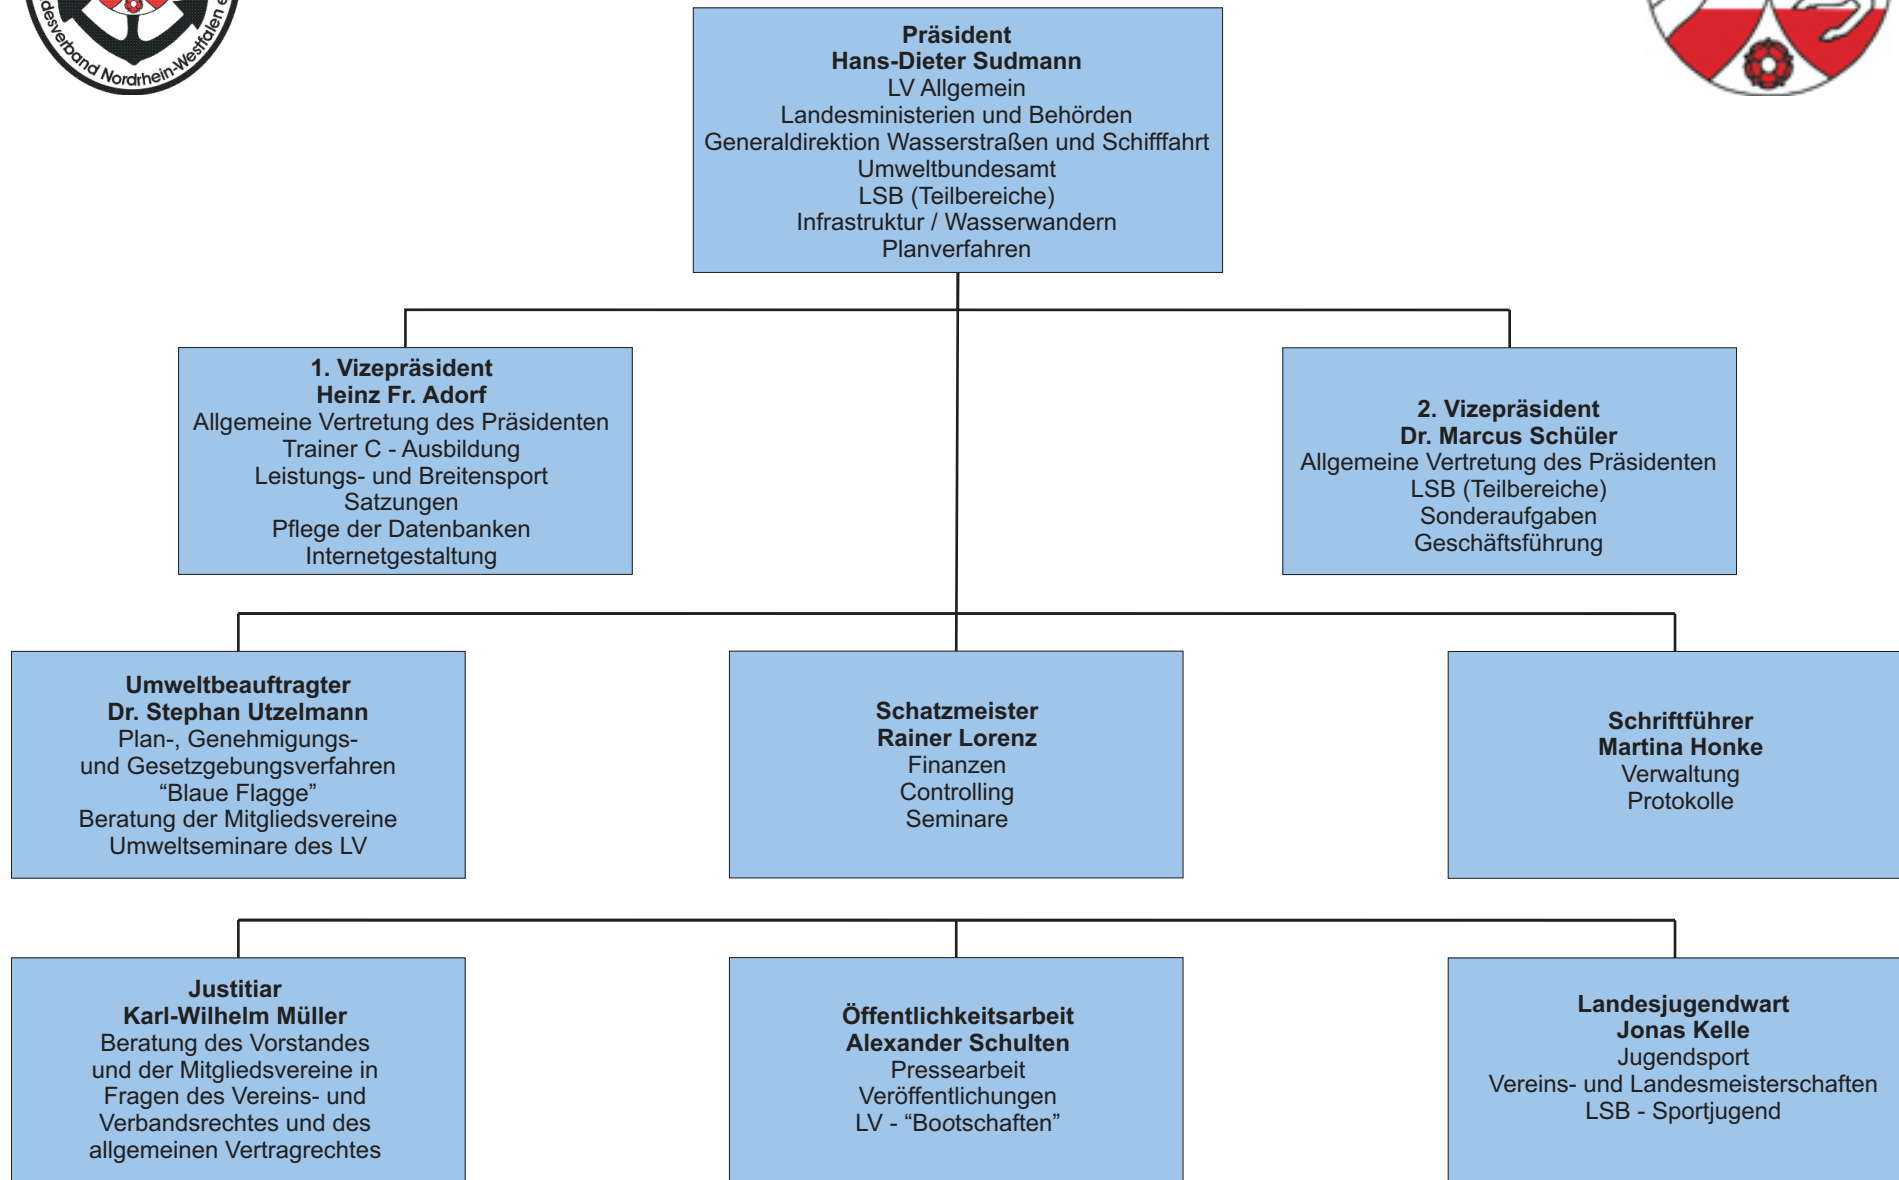 Landesverband Nordrhein-Westfalen
Präsident
Hans-Dieter Sudmann
LV Allgemein
Landesministerien und Behörden
Generaldirektion Wasserstraßen und Schifffahrt
Umweltbundesamt
LSB (Teilbereiche)
Infrastruktur / Wasserwandern
Planverfahren
1. Vizepräsident
Heinz Fr. Adorf
Allgemeine Vertretung des Präsidenten
Trainer C - Ausbildung
Leistungs- und Breitensport
Satzungen
Pflege der Datenbanken
Internetgestaltung
2. Vizepräsident
Dr. Marcus Schüler
Allgemeine Vertretung des Präsidenten
LSB (Teilbereiche)
Sonderaufgaben
Geschäftsführung
Umweltbeauftragter
Dr. Stephan Utzelmann
Plan-, Genehmigungs-
und Gesetzgebungsverfahren
“Blaue Flagge”
Beratung der Mitgliedsvereine
Umweltseminare des LV
Schatzmeister
Rainer Lorenz
Finanzen
Controlling
Seminare
Schriftführer
Martina Honke
Verwaltung
Protokolle
Justitiar
Karl-Wilhelm Müller
Beratung des Vorstandes
und der Mitgliedsvereine in
Fragen des Vereins- und
Verbandsrechtes und des
allgemeinen Vertragrechtes
Öffentlichkeitsarbeit
Alexander Schulten
Pressearbeit
Veröffentlichungen
LV - “Bootschaften”
Landesjugendwart
Jonas Kelle
Jugendsport
Vereins- und Landesmeisterschaften
LSB - Sportjugend